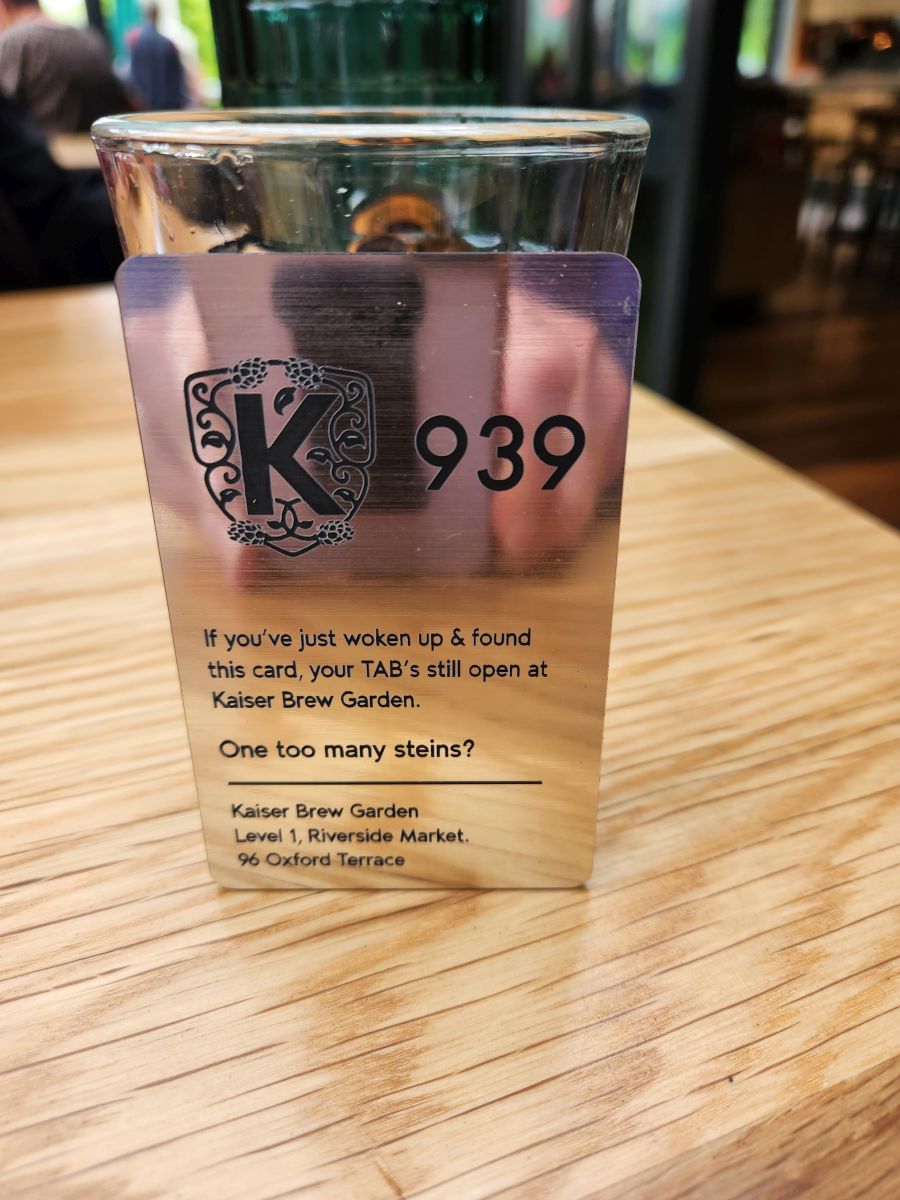 K 939
If you've just woken up & found
this card, your TAB's still open at
Kaiser Brew Garden.
One too many steins?
Kaiser Brew Garden
Level 1, Riverside Market.
96 Oxford Terrace